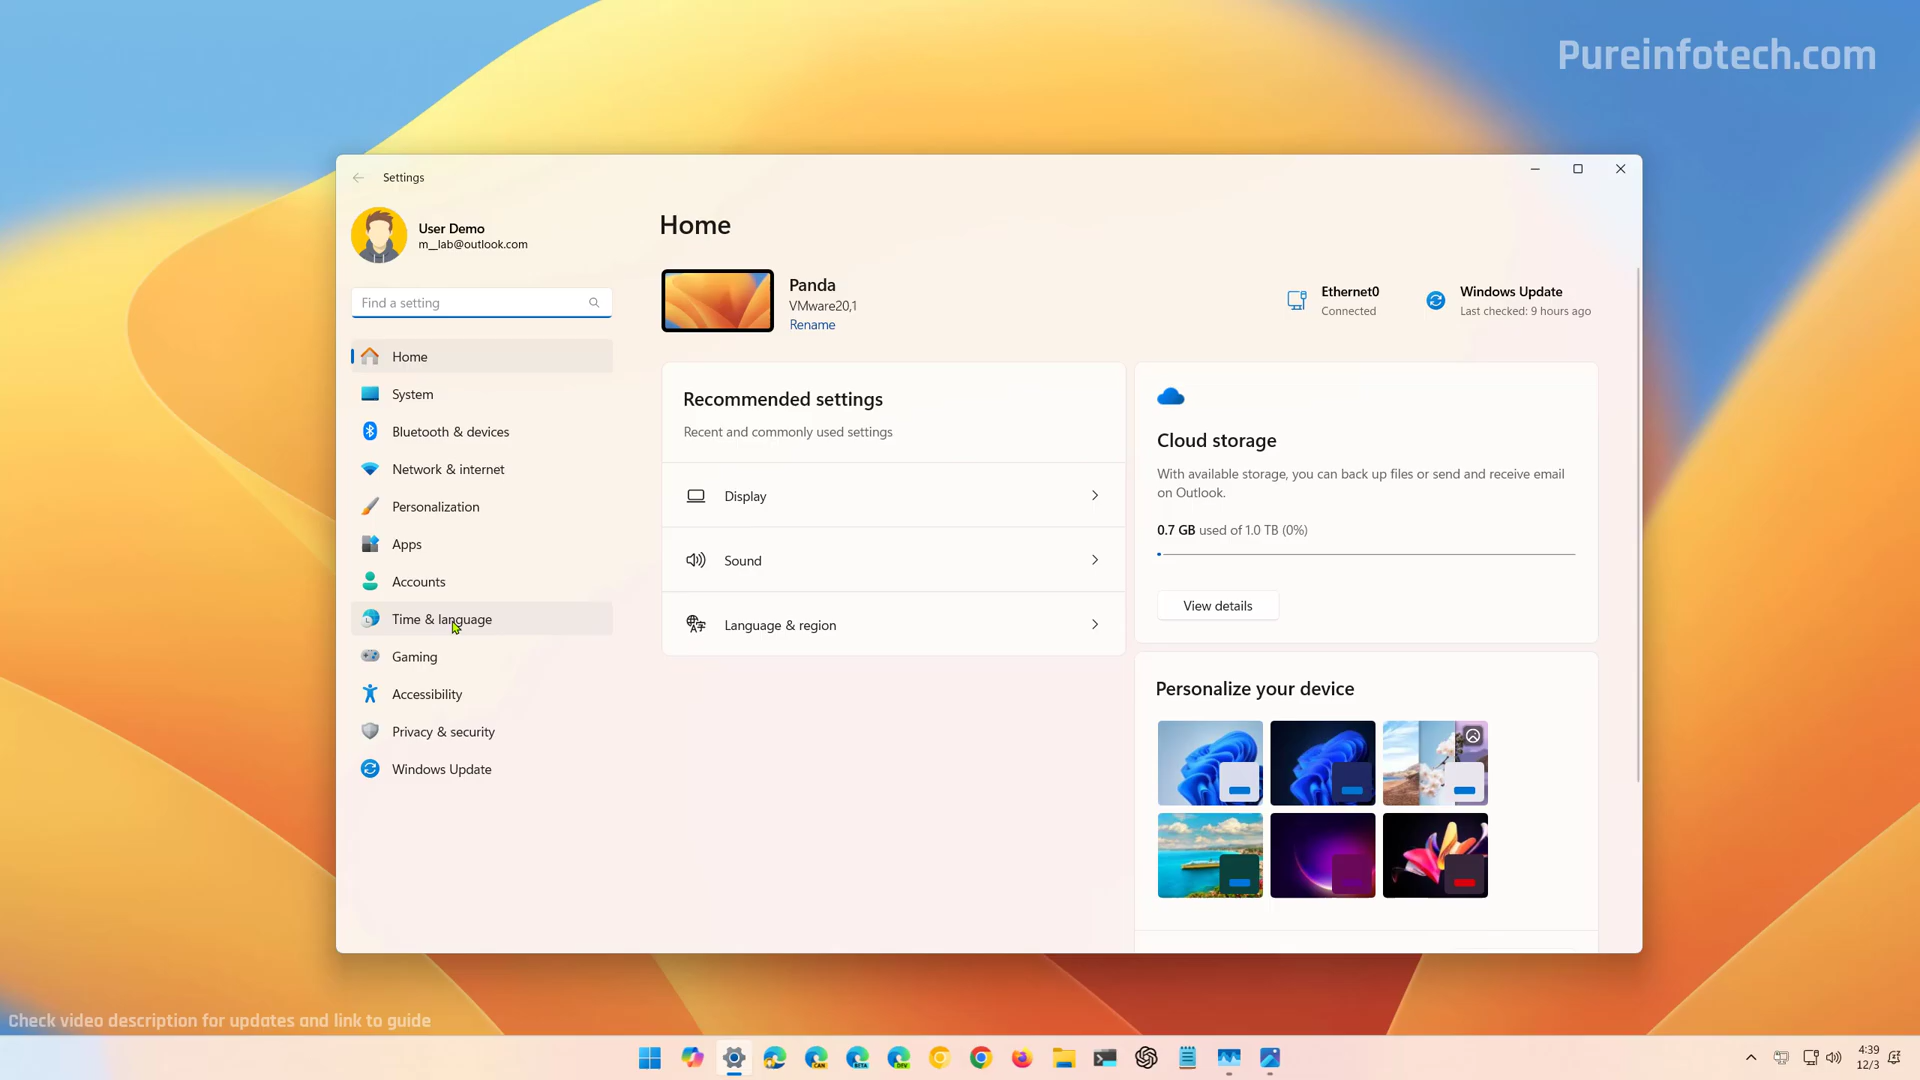 Pureinfotech.com
Settings
User Demo
m__lab@outlook.com
Find a setting
Home
System
Bluetooth & devices
Network & internet
Personalization
Apps
Accounts
Time & language
Gaming
Accessibility
Privacy & security
Windows Update
Home
Panda
VMware20,1
Rename
Ethernet0
Connected
Windows Update
Last checked: 9 hours ago
Recommended settings
Recent and commonly used settings
Display
Sound
Language & region
Cloud storage
With available storage, you can back up files or send and receive email
on Outlook.
0.7 GB used of 1.0 TB (0%)
View details
Personalize your device
Check video description for updates and link to guide
CAN
BETA
DEV
4:39
12/3